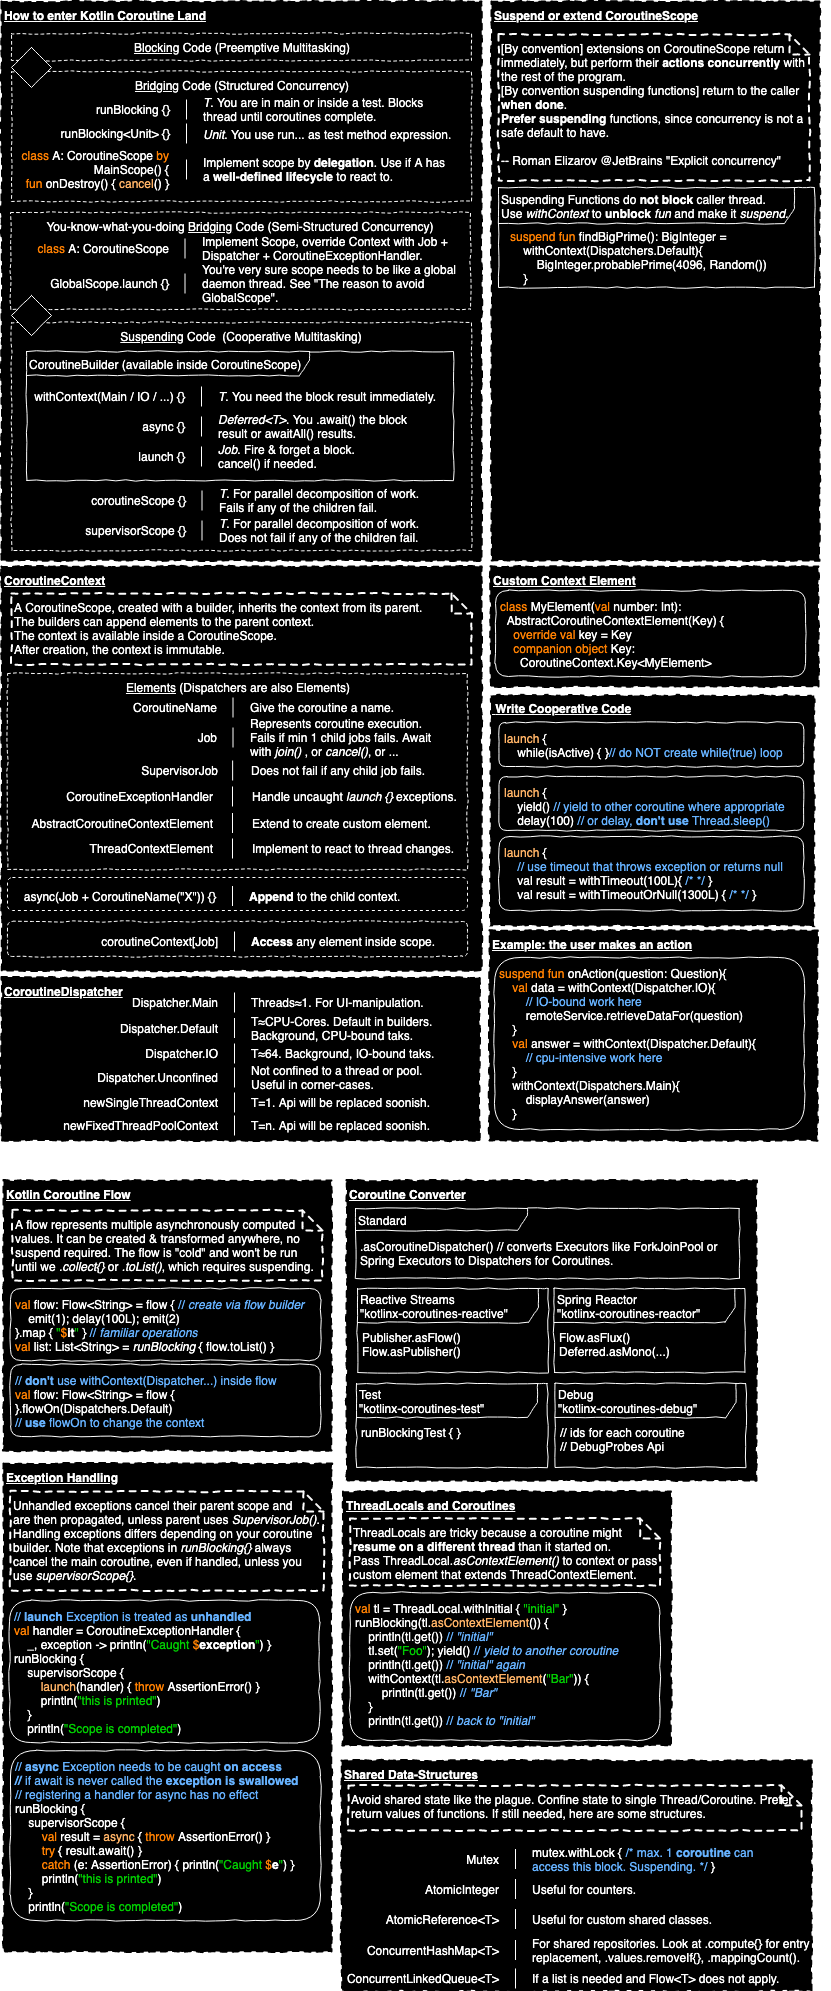 How to enter Kotlin Coroutine Land
Blocking Code (Preemptive Multitasking)
Bridging Code (Structured Concurrency)
runBlocking {}
T. You are in main or inside a test. Blocks
thread until coroutines complete.
runBlocking<Unit> {}
Unit. You use run... as test method expression.
class A: CoroutineScope by
MainScope() {
fun onDestroy() { cancel() }
Implement scope by delegation. Use if A has
a well-defined lifecycle to react to.
You-know-what-you-doing Bridging Code (Semi-Structured Concurrency)
class A: CoroutineScope
Implement Scope, override Context with Job +
Dispatcher + CoroutineExceptionHandler.
GlobalScope.launch {}
You're very sure scope needs to be like a global
daemon thread. See "The reason to avoid
GlobalScope".
Suspending Code (Cooperative Multitasking)
CoroutineBuilder (available inside CoroutineScope)
withContext(Main / IO / ...) {}
T. You need the block result immediately.
async {}
Deferred<T>. You .await() the block
result or awaitAll() results.
launch {}
Job. Fire & forget a block.
cancel() if needed.
coroutineScope {}
T. For parallel decomposition of work.
Fails if any of the children fail.
supervisorScope {}
T. For parallel decomposition of work.
Does not fail if any of the children fail.
Suspend or extend CoroutineScope
[By convention] extensions on CoroutineScope return
immediately, but perform their actions concurrently with
the rest of the program.
[By convention suspending functions] return to the caller
when done.
Prefer suspending functions, since concurrency is not a
safe default to have.
-- Roman Elizarov @JetBrains "Explicit concurrency"
Suspending Functions do not block caller thread.
Use withContext to unblock fun and make it suspend.
suspend fun findBigPrime(): BigInteger =
withContext(Dispatchers.Default){
BigInteger.probablePrime(4096, Random())
}
CoroutineContext
A CoroutineScope, created with a builder, inherits the context from its parent.
The builders can append elements to the parent context.
The context is available inside a CoroutineScope.
After creation, the context is immutable.
Elements (Dispatchers are also Elements)
CoroutineName
Give the coroutine a name.
Job
Represents coroutine execution.
Fails if min 1 child jobs fails. Await
with join() , or cancel(), or ...
SupervisorJob
Does not fail if any child job fails.
CoroutineExceptionHandler
Handle uncaught launch {} exceptions.
AbstractCoroutineContextElement
Extend to create custom element.
ThreadContextElement
Implement to react to thread changes.
async(Job + CoroutineName("X")) {}
Append to the child context.
coroutineContext[Job]
Access any element inside scope.
Custom Context Element
class MyElement(val number: Int):
AbstractCoroutineContextElement(Key) {
override val key = Key
companion object Key:
CoroutineContext.Key<MyElement>
Write Cooperative Code
launch {
while(isActive) { }// do NOT create while(true) loop
launch {
yield() // yield to other coroutine where appropriate
delay(100) // or delay, don't use Thread.sleep()
launch {
// use timeout that throws exception or returns null
val result = withTimeout(100L){ /* */ }
val result = withTimeoutOrNull(1300L) { /* */ }
Example: the user makes an action
suspend fun onAction(question: Question){
val data = withContext(Dispatcher.IO){
// IO-bound work here
remoteService.retrieveDataFor(question)
}
val answer = withContext(Dispatcher.Default){
// cpu-intensive work here
}
withContext(Dispatchers.Main){
displayAnswer(answer)
}
CoroutineDispatcher
Dispatcher.Main
Threads≈1. For UI-manipulation.
Dispatcher.Default
T≈CPU-Cores. Default in builders.
Background, CPU-bound taks.
Dispatcher.IO
T≈64. Background, IO-bound taks.
Dispatcher.Unconfined
Not confined to a thread or pool.
Useful in corner-cases.
newSingleThreadContext
T=1. Api will be replaced soonish.
newFixedThreadPoolContext
T=n. Api will be replaced soonish.
Kotlin Coroutine Flow
A flow represents multiple asynchronously computed
values. It can be created & transformed anywhere, no
suspend required. The flow is "cold" and won't be run
until we .collect{} or .toList(), which requires suspending.
val flow: Flow<String> = flow { // create via flow builder
emit(1); delay(100L); emit(2)
}.map { "$it" } // familiar operations
val list: List<String> = runBlocking { flow.toList() }
// don't use withContext(Dispatcher...) inside flow
val flow: Flow<String> = flow {
}.flowOn(Dispatchers.Default)
// use flowOn to change the context
Coroutine Converter
Standard
.asCoroutineDispatcher() // converts Executors like ForkJoinPool or
Spring Executors to Dispatchers for Coroutines.
Reactive Streams
"kotlinx-coroutines-reactive"
Publisher.asFlow()
Flow.asPublisher()
Spring Reactor
"kotlinx-coroutines-reactor"
Flow.asFlux()
Deferred.asMono(...)
Test
"kotlinx-coroutines-test"
runBlockingTest { }
Debug
"kotlinx-coroutines-debug"
// ids for each coroutine
// DebugProbes Api
Exception Handling
Unhandled exceptions cancel their parent scope and
are then propagated, unless parent uses SupervisorJob().
Handling exceptions differs depending on your coroutine
builder. Note that exceptions in runBlocking{} always
cancel the main coroutine, even if handled, unless you
use supervisorScope{}.
// launch Exception is treated as unhandled
val handler = CoroutineExceptionHandler {
_, exception -> println("Caught $exception") }
runBlocking {
supervisorScope {
launch(handler) { throw AssertionError() }
println("this is printed")
}
println("Scope is completed")
// async Exception needs to be caught on access
// if await is never called the exception is swallowed
// registering a handler for async has no effect
runBlocking {
supervisorScope {
val result = async { throw AssertionError() }
try { result.await() }
catch (e: AssertionError) { println("Caught $e") }
println("this is printed")
}
println("Scope is completed")
ThreadLocals and Coroutines
ThreadLocals are tricky because a coroutine might
resume on a different thread than it started on.
Pass ThreadLocal.asContextElement() to context or pass
custom element that extends ThreadContextElement.
val tl = ThreadLocal.withInitial { "initial" }
runBlocking(tl.asContextElement()) {
println(tl.get()) // "initial"
tl.set("Foo"); yield() // yield to another coroutine
println(tl.get()) // "initial" again
withContext(tl.asContextElement("Bar")) {
println(tl.get()) // "Bar"
}
println(tl.get()) // back to "initial"
Shared Data-Structures
Avoid shared state like the plague. Confine state to single Thread/Coroutine. Prefer
return values of functions. If still needed, here are some structures.
Mutex
mutex.withLock { /* max. 1 coroutine can
access this block. Suspending. */ }
AtomicInteger
Useful for counters.
AtomicReference<T>
Useful for custom shared classes.
ConcurrentHashMap<T>
For shared repositories. Look at .compute{} for entry
replacement, .values.removeIf{}, .mappingCount().
ConcurrentLinkedQueue<T>
If a list is needed and Flow<T> does not apply.